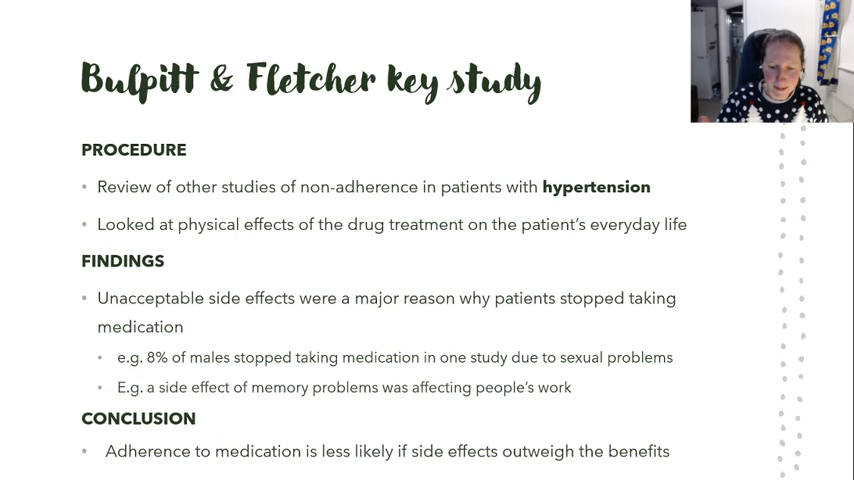 Bulpitt & Fletcher key study
PROCEDURE
• Review of other studies of non-adherence in patients with hypertension
• Looked at physical effects of the drug treatment on the patient's everyday life
FINDINGS
• Unacceptable side effects were a major reason why patients stopped taking
medication
• e.g. 8% of males stopped taking medication in one study due to sexual problems
• E.g. a side effect of memory problems was affecting people's work
CONCLUSION
• Adherence to medication is less likely if side effects outweigh the benefits